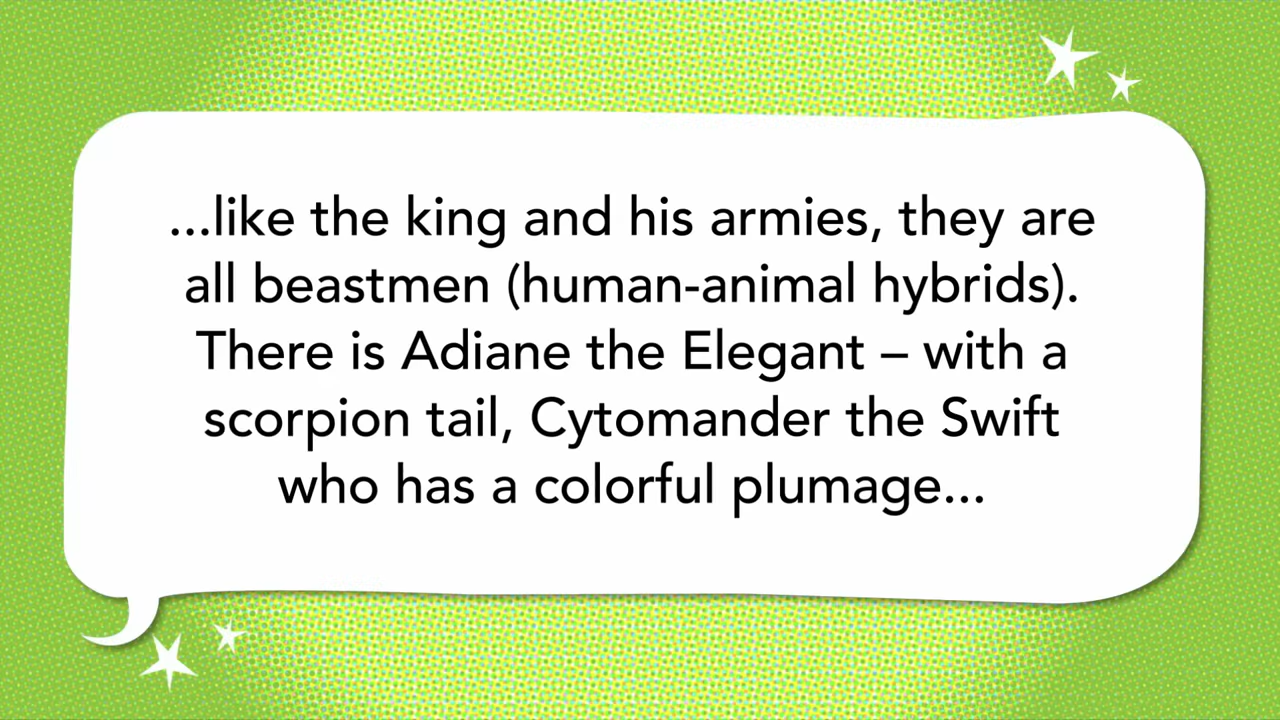 ...like the king and his armies, they are
all beastmen (human-animal hybrids).
There is Adiane the Elegant – with a
scorpion tail, Cytomander the Swift
who has a colorful plumage...